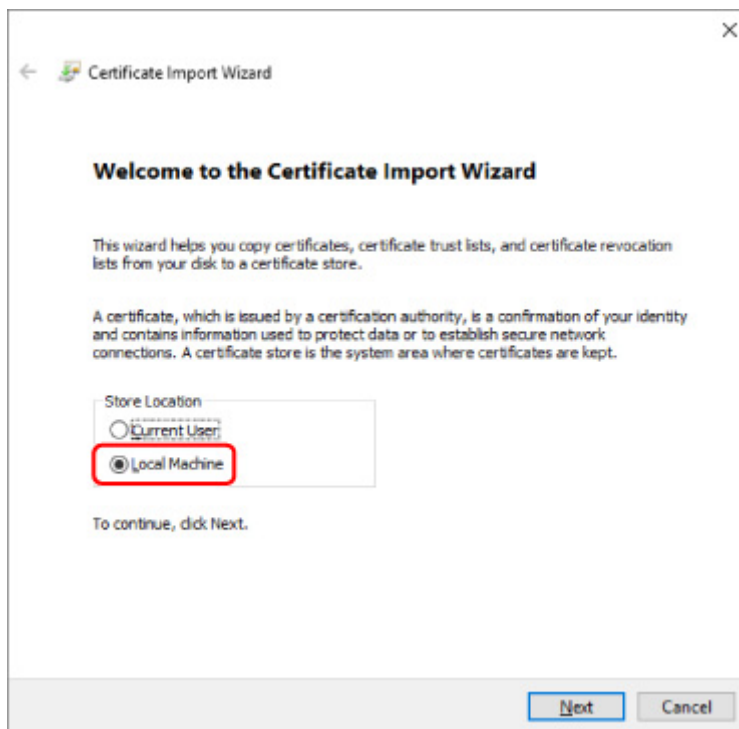 Certificate Import Wizard
Welcome to the Certificate Import Wizard
This wizard helps you copy certificates, certificate trust lists, and certificate revocation
lists from your disk to a certificate store.
A certificate, which is issued by a certification authority, is a confirmation of your identity
and contains information used to protect data or to establish secure network
connections. A certificate store is the system area where certificates are kept.
Store Location
Current User
Local Machine
To continue, click Next.
Next Cancel